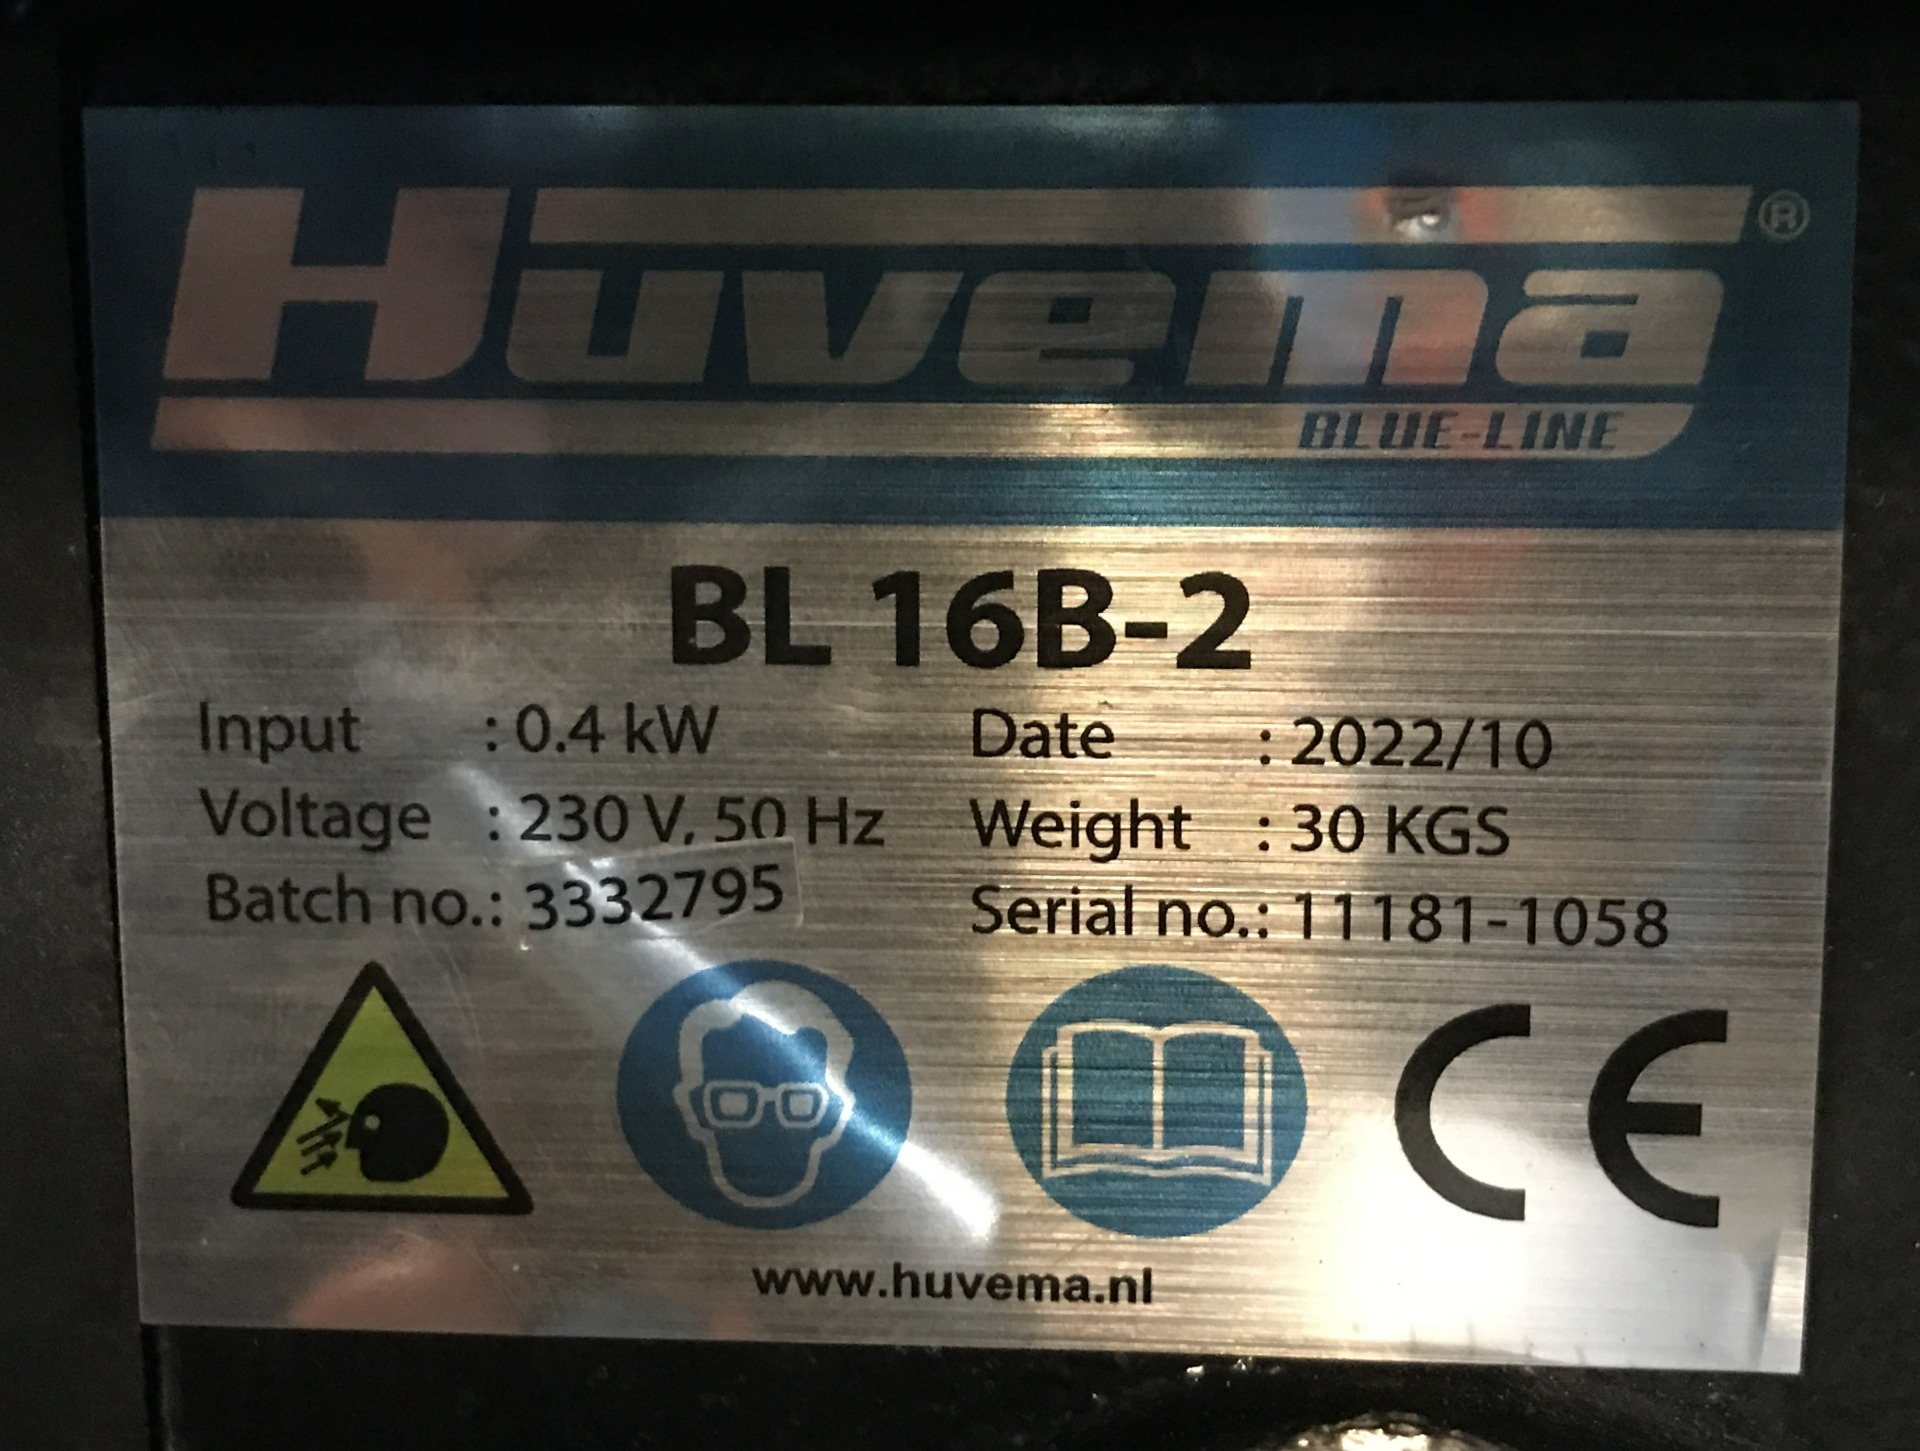 Huvema®
BLUE-LINE
BL 16B-2
Input : 0.4 kW Date : 2022/10
Voltage : 230 V, 50 Hz Weight : 30 KGS
Batch no.: 3332795 Serial no.: 11181-1058
CE
www.huvema.nl